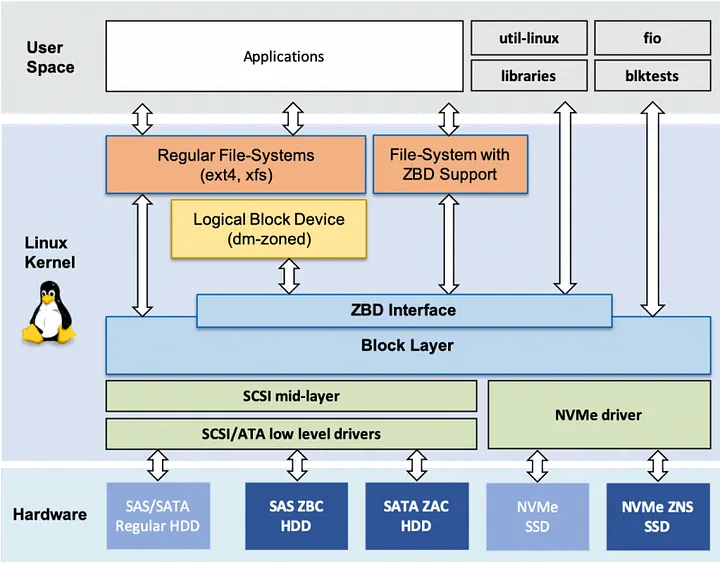 User
Space
Applications
util-linux
fio
libraries
blktests
Linux
Kernel
Regular File-Systems
(ext4, xfs)
File-System with
ZBD Support
Logical Block Device
(dm-zoned)
ZBD Interface
Block Layer
SCSI mid-layer
SCSI/ATA low level drivers
NVMe driver
Hardware
SAS/SATA
Regular HDD
SAS ZBC
HDD
SATA ZAC
HDD
NVMe
SSD
NVMe ZNS
SSD